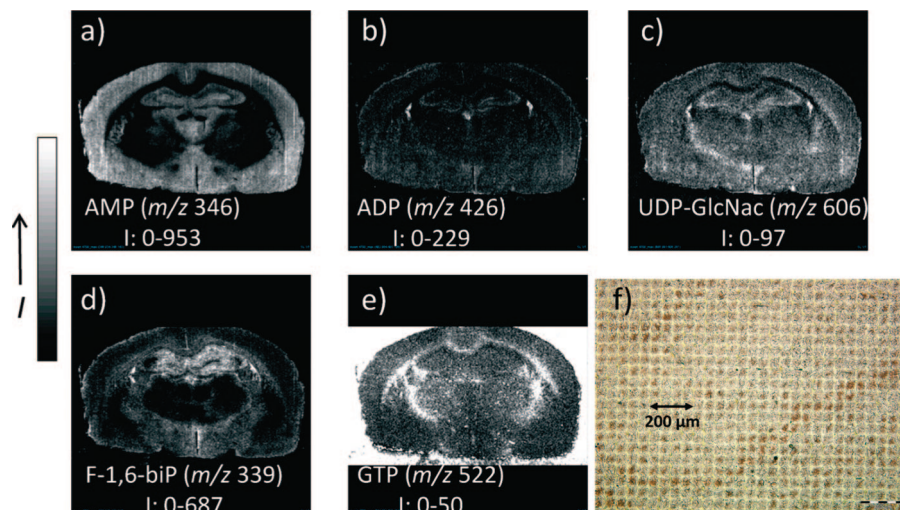 a)
AMP (m/z 346)
I: 0-953
b)
ADP (m/z 426)
I: 0-229
c)
UDP-GlcNac (m/z 606)
I: 0-97
I
d)
F-1,6-biP (m/z 339)
I: 0-687
e)
GTP (m/z 522)
I: 0-50
f)
200 µm